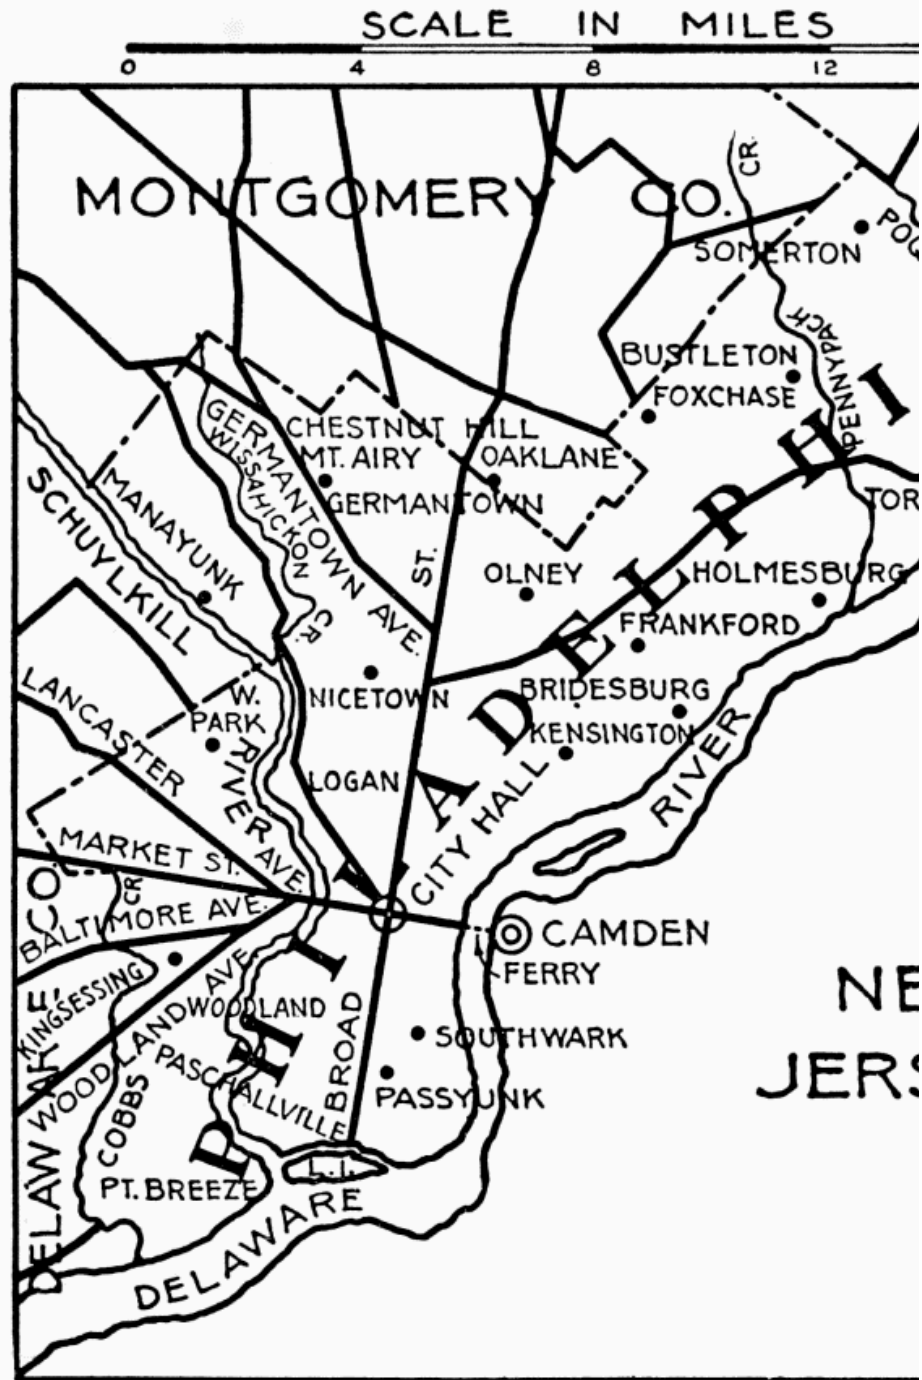 SCALE IN MILES
0 4 8 12
MONTGOMERY CO.
CR.
POQ
SOMERTON
PENNYPACK
BUSTLETON
FOXCHASE
CHESTNUT HILL
MT. AIRY
OAKLANE
GERMANTOWN
GERMANTOWN AVE.
WISSAHICKON CR.
MANAYUNK
SCHUYLKILL
RIVER
ST.
TOR
OLNEY
HOLMESBURG
FRANKFORD
NICETOWN
BRIDESBURG
KENSINGTON
W.
PARK
LANCASTER
AVE.
LOGAN
PHILADELPHI
CITY HALL
RIVER
MARKET ST.
CR.
BALTIMORE AVE.
CAMDEN
FERRY
KINGSESSING
WOODLAND AVE
WOODLAND
NE
JERS
SOUTHWARK
PASSYUNK
BROAD
PASCHALLVILLE
COBBS
DELAWARE CO.
PT. BREEZE
L. I.
DELAWARE